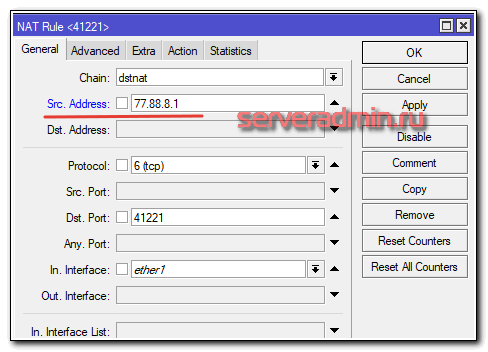 NAT Rule <41221>
General Advanced Extra Action Statistics
Chain: dstnat
Src. Address: 77.88.8.1
Dst. Address:
Protocol: 6 (tcp)
Src. Port:
Dst. Port: 41221
Any. Port:
In. Interface: ether1
Out. Interface:
In. Interface List:
OK
Cancel
Apply
serveradmin.ru
Disable
Comment
Copy
Remove
Reset Counters
Reset All Counters